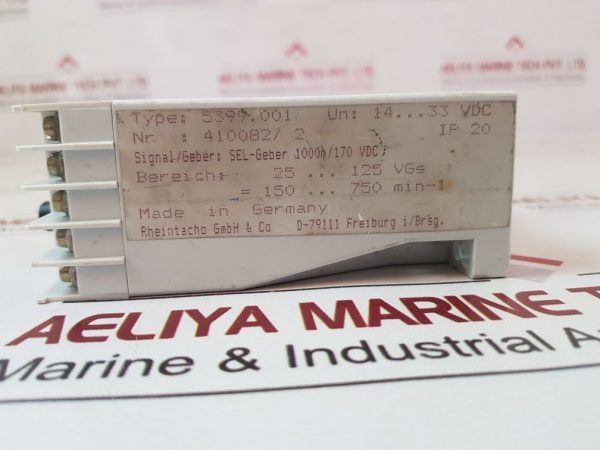 Type: 5399.001 Un: 14...33 VDC
Nr : 410082/ 2 IP 20
Signal/Geber: SEL-Geber 1000h/170 VDC
Bereich: 25 ... 125 VGs
= 150 ... 750 min-1
Made in Germany
Rheintacho GmbH & Co D-79111 Freiburg i/Brsg.
AELIYA MARINE
Marine & Industrial